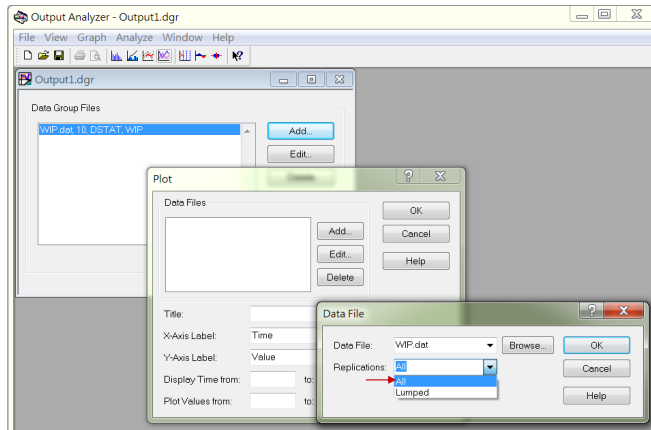 Output Analyzer - Output1.dgr
File View Graph Analyze Window Help
Output1.dgr
Data Group Files
WIP.dat, 10, DSTAT, WIP
Add...
Edit...
Delete
Plot
Data Files
OK
Add...
Cancel
Edit...
Help
Delete
Title:
X-Axis Label: Time
Y-Axis Label: Value
Display Time from: to:
Plot Values from: to:
Data File
Data File: WIP.dat Browse... OK
Replications: All Cancel
All
Lumped Help